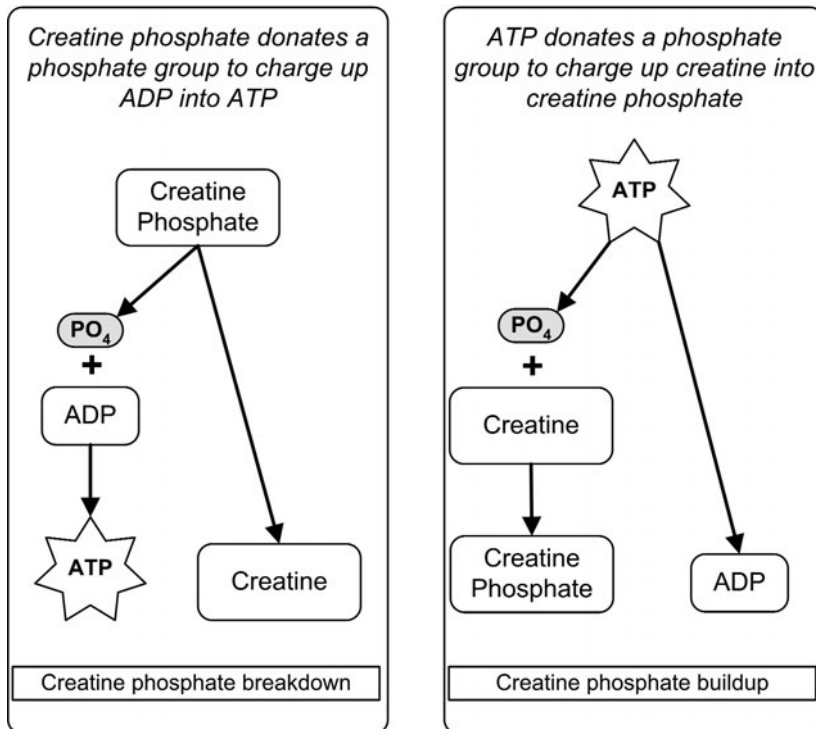 Creatine phosphate donates a
phosphate group to charge up
ADP into ATP
Creatine
Phosphate
PO4
+
ADP
ATP
Creatine
Creatine phosphate breakdown
ATP donates a phosphate
group to charge up creatine into
creatine phosphate
ATP
PO4
+
Creatine
Creatine
Phosphate
ADP
Creatine phosphate buildup